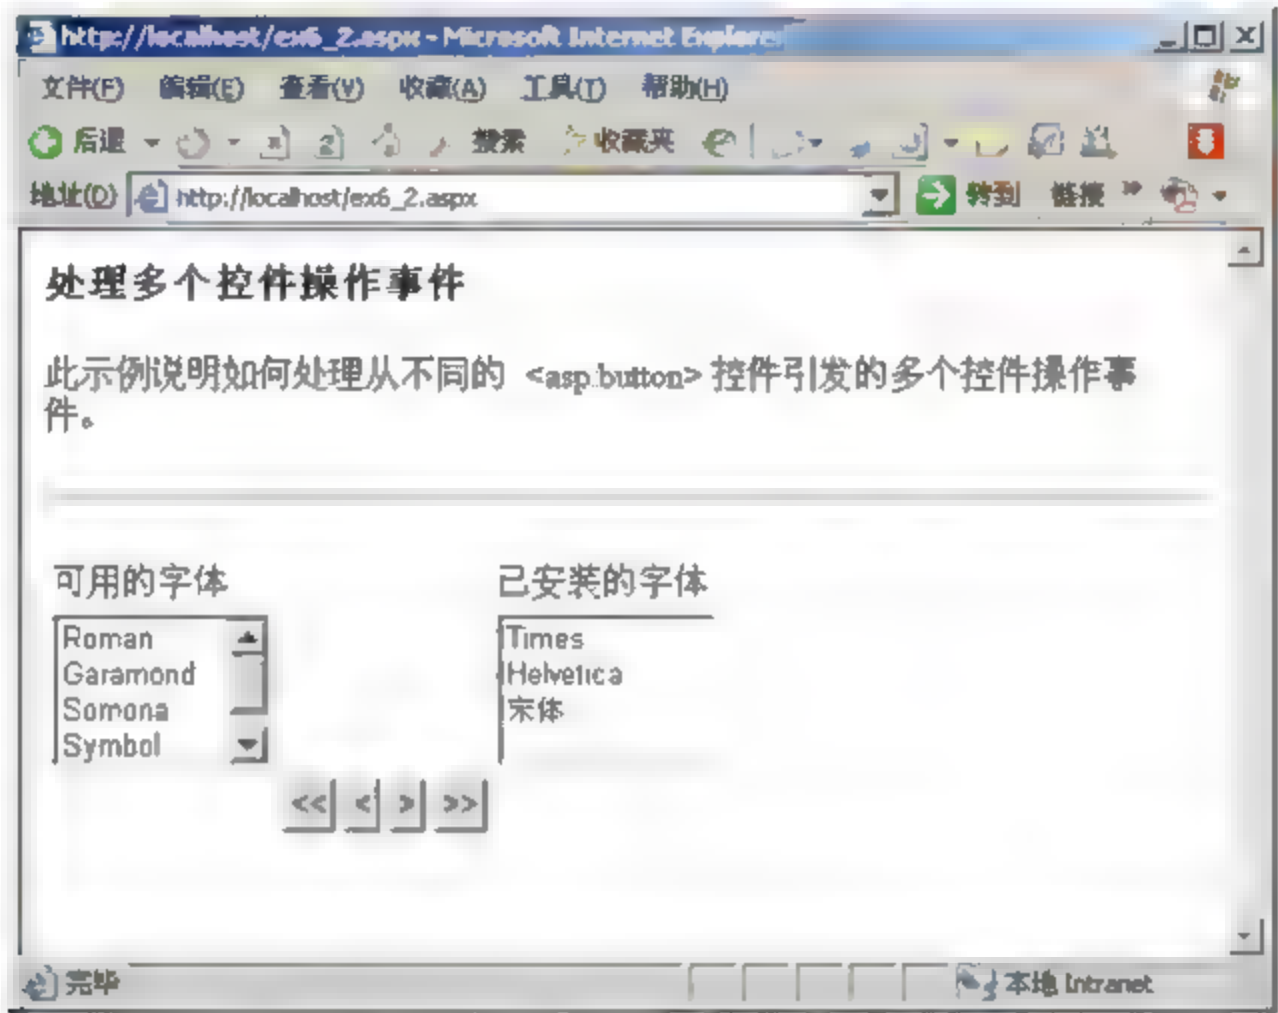 http://localhost/ex6_2.aspx - Microsoft Internet Explorer
文件(F) 编辑(E) 查看(V) 收藏(A) 工具(T) 帮助(H)
后退 搜索 收藏夹
地址(D) http://localhost/ex6_2.aspx 转到 链接 »
处理多个控件操作事件
此示例说明如何处理从不同的 <asp:button> 控件引发的多个控件操作事
件。
可用的字体 已安装的字体
Roman Times
Garamond Helvetica
Somona 宋体
Symbol
<< < > >>
完毕 本地 Intranet